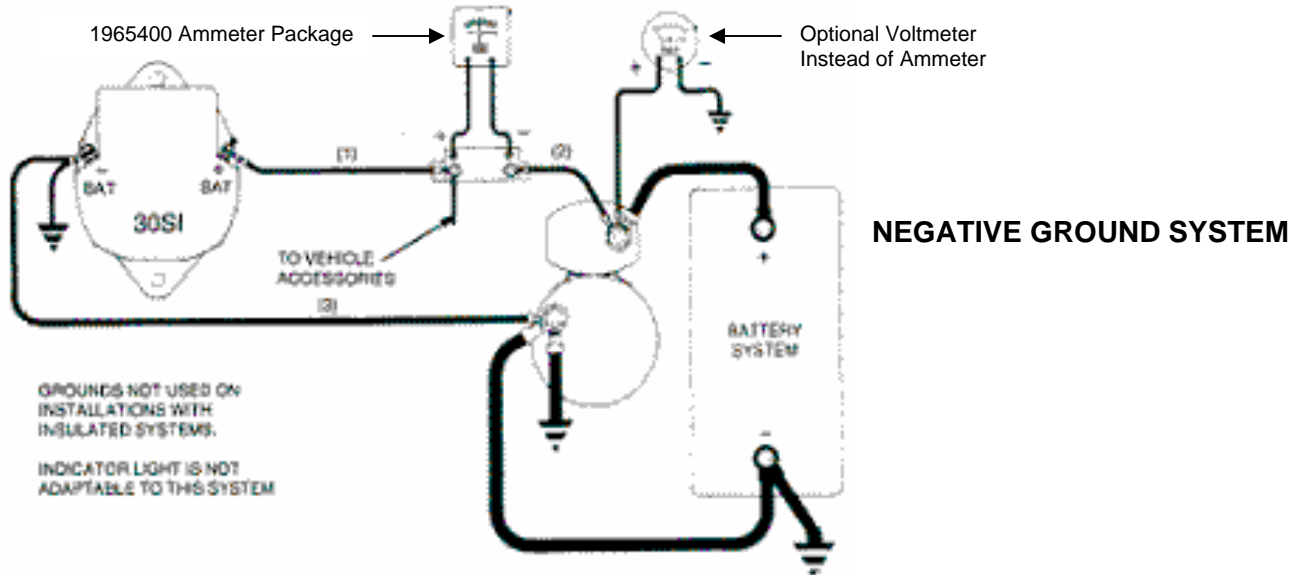 1965400 Ammeter Package
Optional Voltmeter
Instead of Ammeter
+ −
+ −
(1)
(2)
− +
BAT BAT
30SI
TO VEHICLE
ACCESSORIES
(3)
NEGATIVE GROUND SYSTEM
+
BATTERY
SYSTEM
−
GROUNDS NOT USED ON
INSTALLATIONS WITH
INSULATED SYSTEMS.
INDICATOR LIGHT IS NOT
ADAPTABLE TO THIS SYSTEM